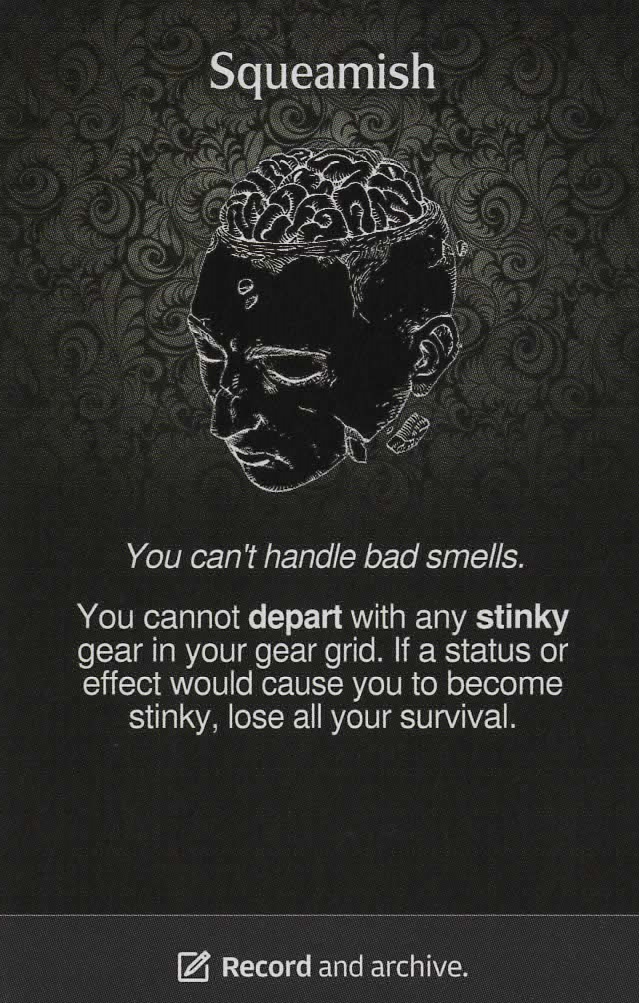 Squeamish
You can't handle bad smells.
You cannot depart with any stinky
gear in your gear grid. If a status or
effect would cause you to become
stinky, lose all your survival.
Record and archive.